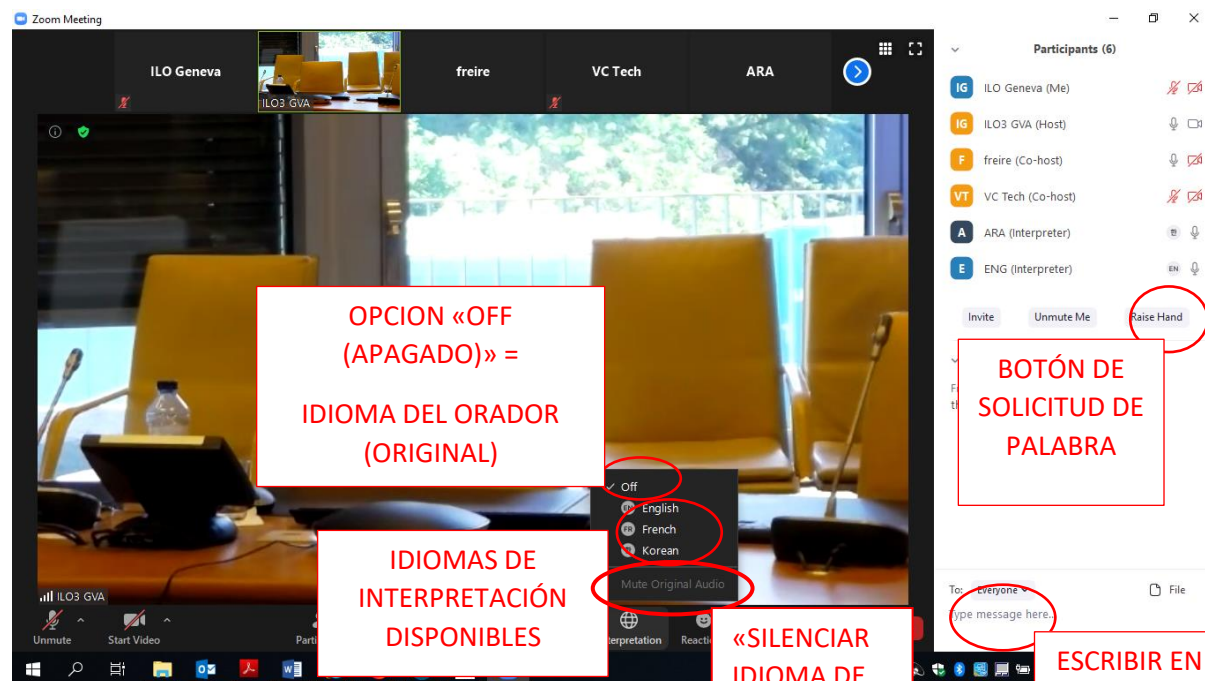 Zoom Meeting
ILO Geneva
ILO3 GVA
freire
VC Tech
ARA
Participants (6)
IG ILO Geneva (Me)
IG ILO3 GVA (Host)
F freire (Co-host)
VT VC Tech (Co-host)
A ARA (Interpreter)
E ENG (Interpreter) EN
Invite Unmute Me Raise Hand
OPCION «OFF
(APAGADO)» =
IDIOMA DEL ORADOR
(ORIGINAL)
BOTÓN DE
SOLICITUD DE
PALABRA
Off
English
FR French
Korean
Mute Original Audio
IDIOMAS DE
INTERPRETACIÓN
DISPONIBLES
To: Everyone
File
Type message here...
ILO3 GVA
Unmute
Start Video
«SILENCIAR
IDIOMA DE
ESCRIBIR EN